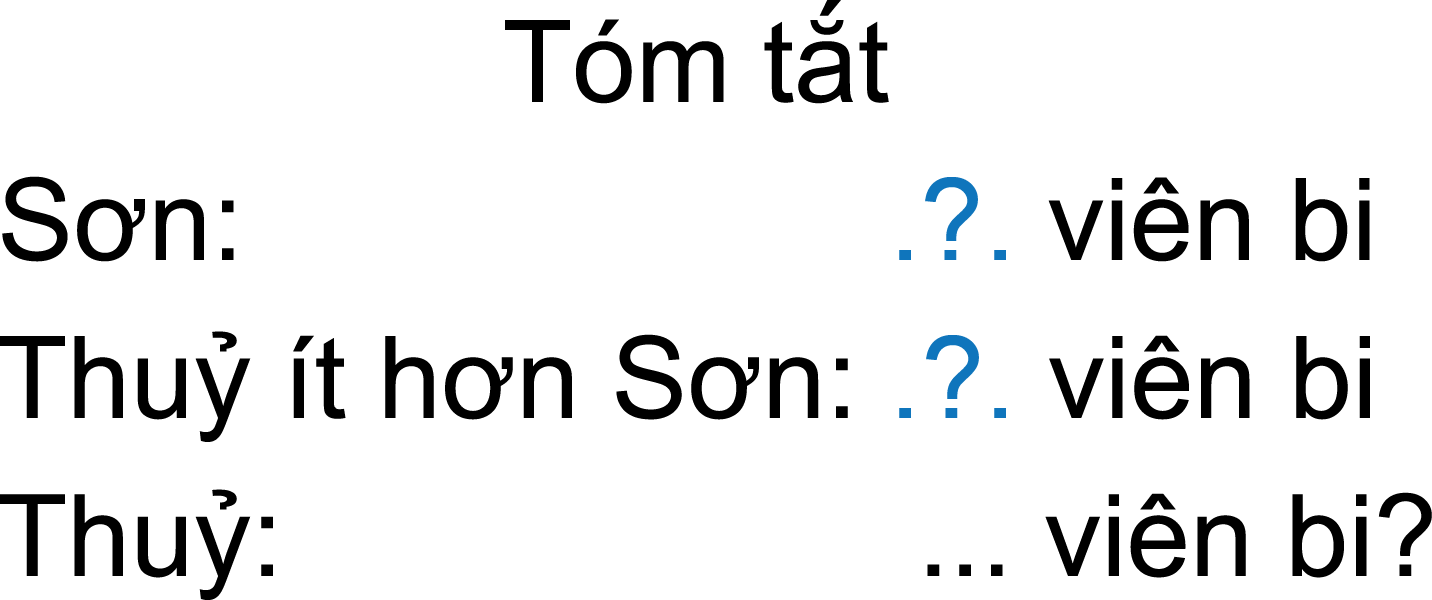 Tóm tắt
Sơn: .?. viên bi
Thuỷ ít hơn Sơn: .?. viên bi
Thuỷ: ... viên bi?